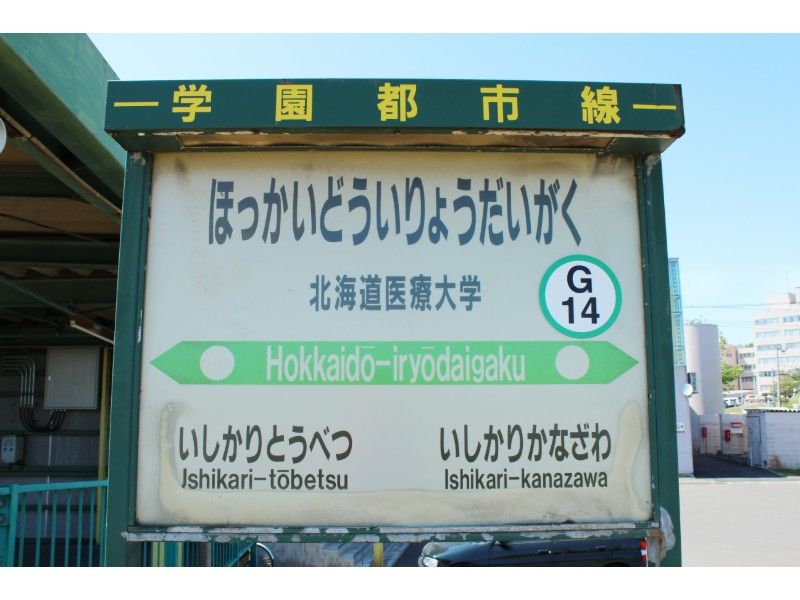 学園都市線
ほっかいどういりょうだいがく
北海道医療大学
G
14
Hokkaidō-iryōdaigaku
いしかりとうべつ
いしかりかなざわ
Ishikari-tōbetsu
Ishikari-kanazawa